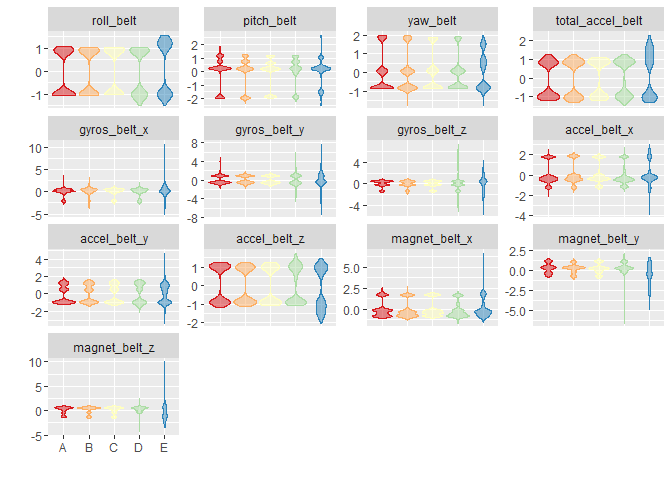 roll_belt pitch_belt yaw_belt total_accel_belt
1 0 -1
2 1 0 -1 -2
2 1 0 -1
2 1 0 -1
gyros_belt_x gyros_belt_y gyros_belt_z accel_belt_x
10 5 0 -5
8 4 0 -4 -8
4 0 -4
2 0 -2 -4
accel_belt_y accel_belt_z magnet_belt_x magnet_belt_y
4 2 0 -2
1 0 -1 -2
5.0 2.5 0.0
2.5 0.0 -2.5 -5.0
magnet_belt_z
10 5 0 -5
A B C D E